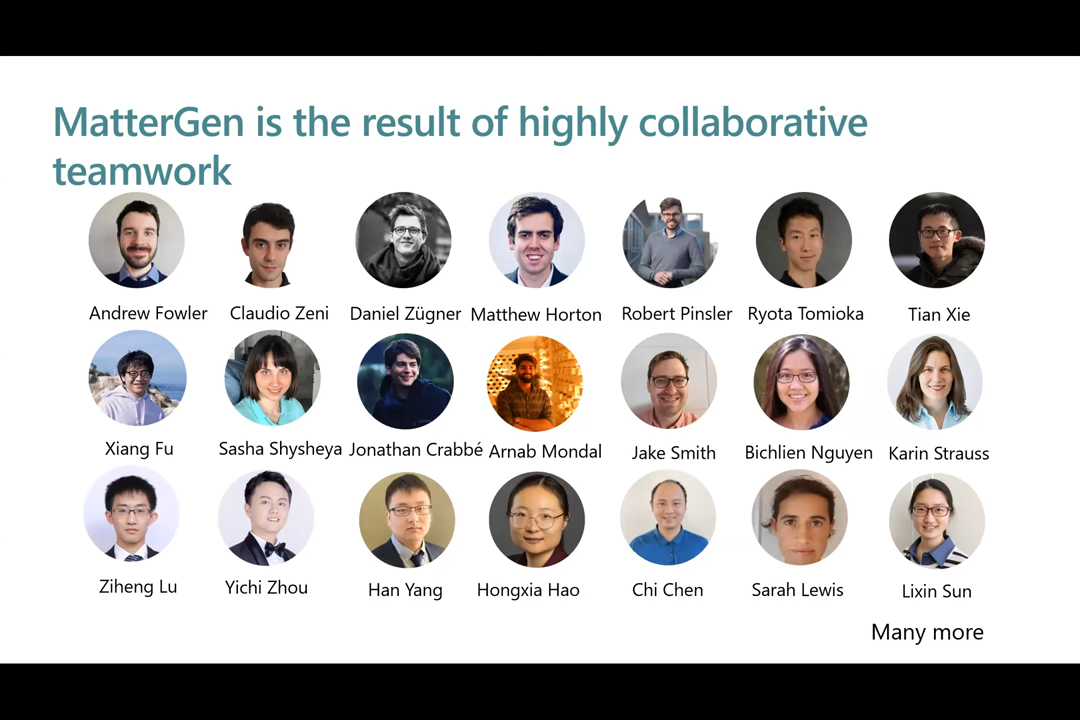 MatterGen is the result of highly collaborative
teamwork
Andrew Fowler Claudio Zeni Daniel Zügner Matthew Horton Robert Pinsler Ryota Tomioka Tian Xie
Xiang Fu Sasha Shysheya Jonathan Crabbé Arnab Mondal Jake Smith Bichlien Nguyen Karin Strauss
Ziheng Lu Yichi Zhou Han Yang Hongxia Hao Chi Chen Sarah Lewis Lixin Sun
Many more